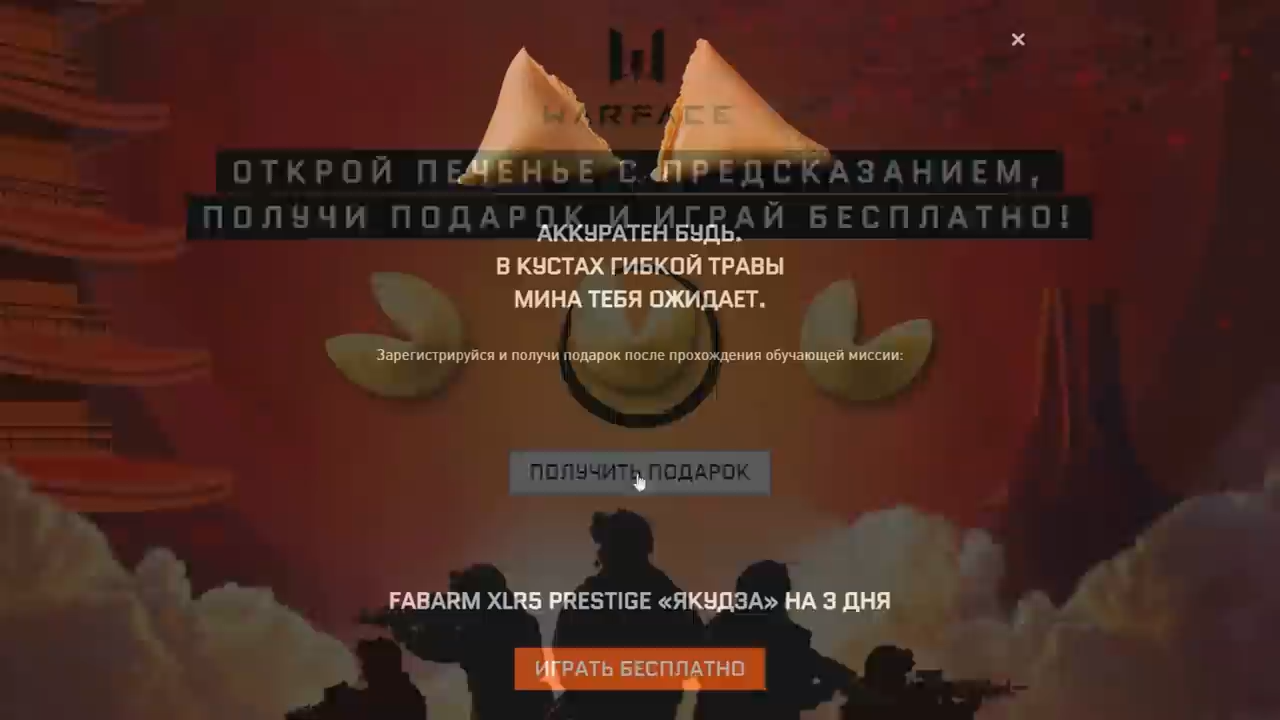 WARFACE
ОТКРОЙ ПЕЧЕНЬЕ С ПРЕДСКАЗАНИЕМ,
ПОЛУЧИ ПОДАРОК И ИГРАЙ БЕСПЛАТНО!
АККУРАТЕН БУДЬ.
В КУСТАХ ГИБКОЙ ТРАВЫ
МИНА ТЕБЯ ОЖИДАЕТ.
Зарегистрируйся и получи подарок после прохождения обучающей миссии:
ПОЛУЧИТЬ ПОДАРОК
FABARM XLR5 PRESTIGE «ЯКУДЗА» НА 3 ДНЯ
ИГРАТЬ БЕСПЛАТНО